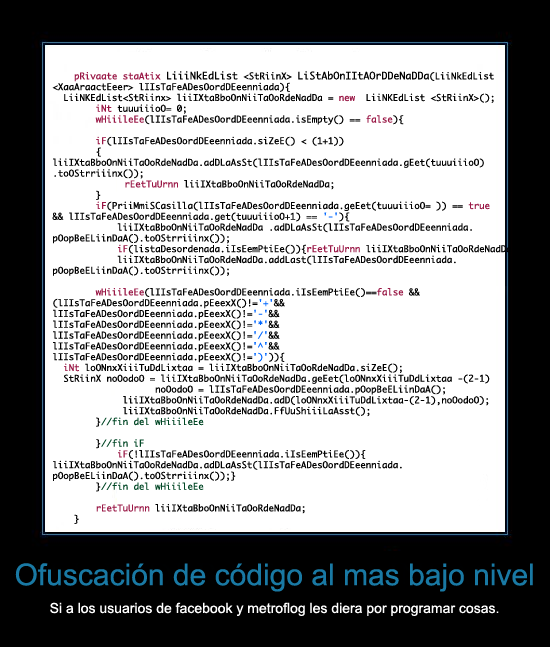 pRivaate staAtix LiiiNkEdList <StRiinX> LiStAbOnIItAOrDDeNaDDa(LiiNkEdList
<XaaAraactEeer> lIIsTaFeADesOordDEeenniada){
LiiNKEdList<StRiinx> liiIXtaBboOnNiiTaOoRdeNadDa = new  LiiNKEdList <StRiinX>();
iNt tuuuiiioO= 0;
wHiiileEe(lIIsTaFeADesOordDEeenniada.isEmpty() == false){
iF(lIIsTaFeADesOordDEeenniada.siZeE() < (1+1))
{
liiIXtaBboOnNiiTaOoRdeNadDa.adDLaAsSt(lIIsTaFeADesOordDEeenniada.gEet(tuuuiiioO)
.toOStrriiinx());
rEetTuUrnn liiIXtaBboOnNiiTaOoRdeNadDa;
}
iF(PriiMmiSCasilla(lIIsTaFeADesOordDEeenniada.geEet(tuuuiiioO= )) == true
&& lIIsTaFeADesOordDEeenniada.get(tuuuiiioO+1) == '-'){
liiIXtaBboOnNiiTaOoRdeNadDa .adDLaAsSt(lIIsTaFeADesOordDEeenniada.
pOopBeELiinDaA().toOStrriiinx());
iF(listaDesordenada.iIsEemPtiEe()){rEetTuUrnn liiIXtaBboOnNiiTaOoRdeNadD
liiIXtaBboOnNiiTaOoRdeNadDa.addLast(lIIsTaFeADesOordDEeenniada.
pOopBeELiinDaA().toOStrriiinx());
wHiiileEe(lIIsTaFeADesOordDEeenniada.iIsEemPtiEe()==false &&
(lIIsTaFeADesOordDEeenniada.pEeexX()!='+'&&
lIIsTaFeADesOordDEeenniada.pEeexX()!='-'&&
lIIsTaFeADesOordDEeenniada.pEeexX()!='*'&&
lIIsTaFeADesOordDEeenniada.pEeexX()!='/'&&
lIIsTaFeADesOordDEeenniada.pEeexX()!='^'&&
lIIsTaFeADesOordDEeenniada.pEeexX()!=')')){
iNt loONnxXiiiTuDdLixtaa = liiIXtaBboOnNiiTaOoRdeNadDa.siZeE();
StRiinX noOodoO = liiIXtaBboOnNiiTaOoRdeNadDa.geEet(loONnxXiiiTuDdLixtaa -(2-1)
noOodoO = lIIsTaFeADesOordDEeenniada.pOopBeELiinDaA();
liiIXtaBboOnNiiTaOoRdeNadDa.adD(loONnxXiiiTuDdLixtaa-(2-1),noOodoO);
liiIXtaBboOnNiiTaOoRdeNadDa.FfUuShiiiLaAsst();
}//fin del wHiiileEe
}//fin iF
iF(!lIIsTaFeADesOordDEeenniada.iIsEemPtiEe()){
liiIXtaBboOnNiiTaOoRdeNadDa.adDLaAsSt(lIIsTaFeADesOordDEeenniada.
pOopBeELiinDaA().toOStrriiinx());}
}//fin del wHiiileEe
rEetTuUrnn liiIXtaBboOnNiiTaOoRdeNadDa;
}
Ofuscación de código al mas bajo nivel
Si a los usuarios de facebook y metroflog les diera por programar cosas.